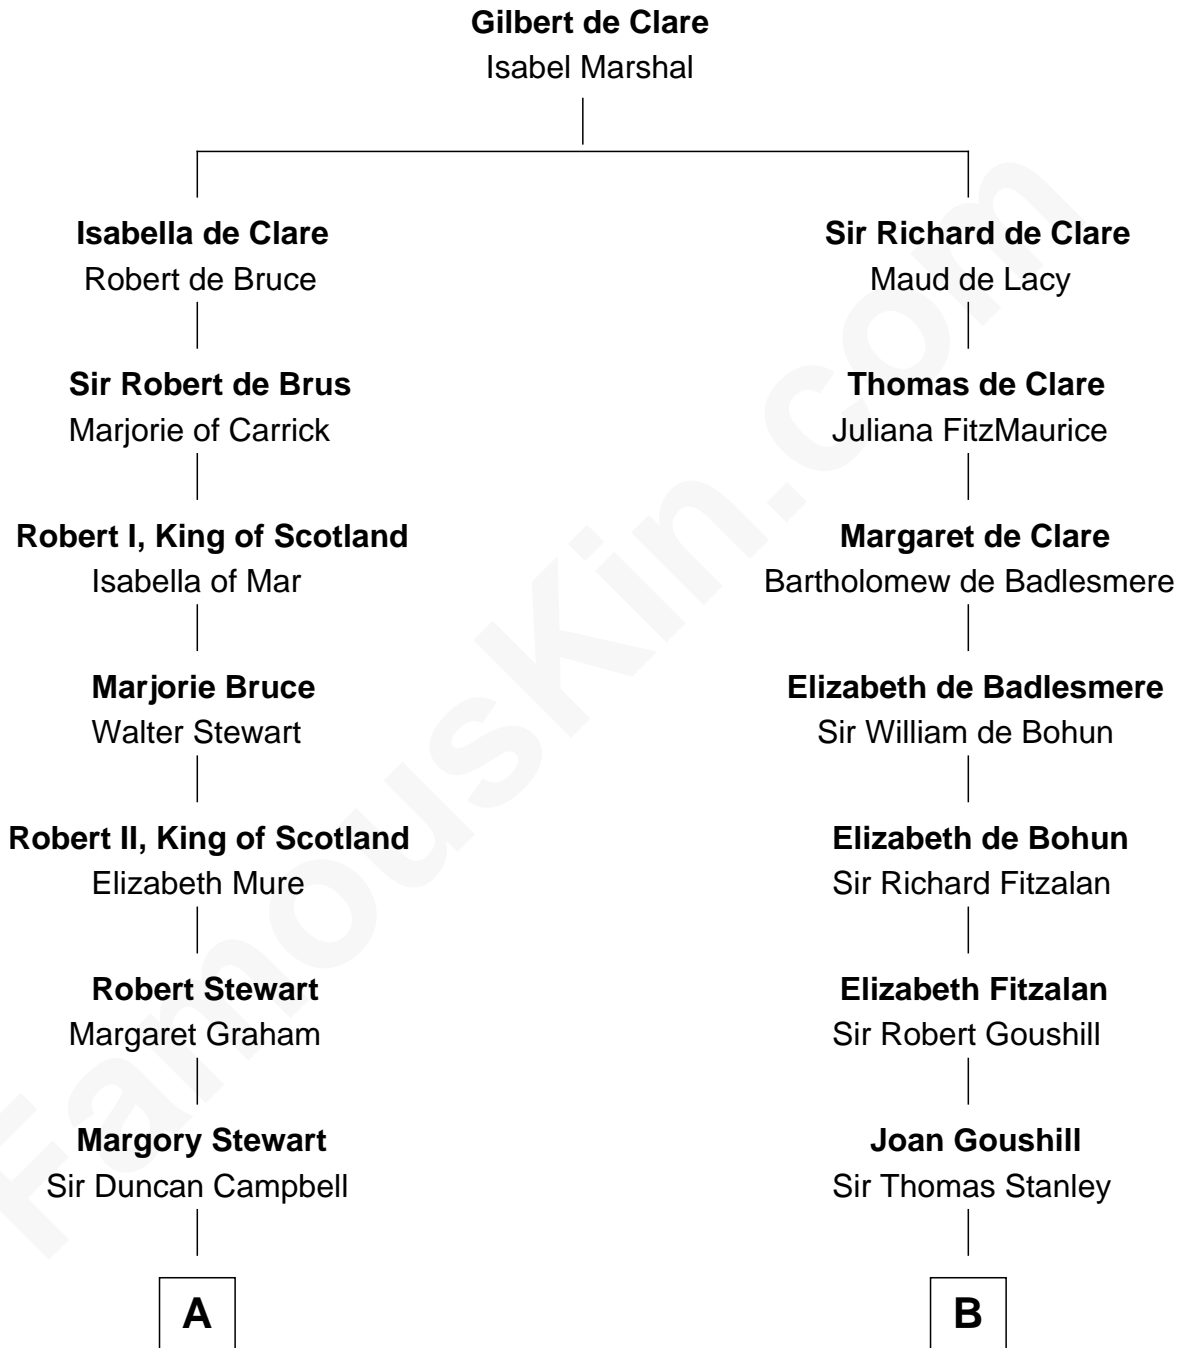 Gilbert de Clare
Isabel Marshal
Isabella de Clare
Robert de Bruce
Sir Richard de Clare
Maud de Lacy
Sir Robert de Brus
Marjorie of Carrick
Thomas de Clare
Juliana FitzMaurice
Robert I, King of Scotland
Isabella of Mar
Margaret de Clare
Bartholomew de Badlesmere
Marjorie Bruce
Walter Stewart
Elizabeth de Badlesmere
Sir William de Bohun
Robert II, King of Scotland
Elizabeth Mure
Elizabeth de Bohun
Sir Richard Fitzalan
Robert Stewart
Margaret Graham
Elizabeth Fitzalan
Sir Robert Goushill
Margory Stewart
Sir Duncan Campbell
Joan Goushill
Sir Thomas Stanley
A
B
FamousKin.com